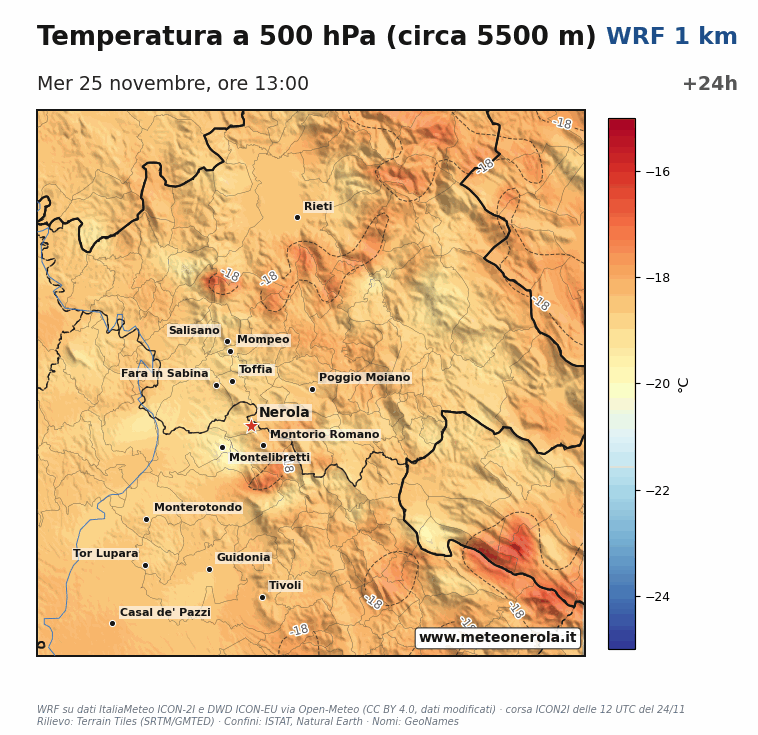 Temperatura a 500 hPa (circa 5500 m) WRF 1 km
Mer 25 novembre, ore 13:00 +24h
-18
-18
Rieti
-18
-18
-18
Salisano
Mompeo
Toffia
Fara in Sabina
Poggio Moiano
Nerola
Montorio Romano
Montelibretti
Monterotondo
Tor Lupara
Guidonia
Tivoli
Casal de' Pazzi
-18
-18
-18
www.meteonerola.it
−16
−18
−20
−22
−24
°C
WRF su dati ItaliaMeteo ICON-2I e DWD ICON-EU via Open-Meteo (CC BY 4.0, dati modificati) · corsa ICON2I delle 12 UTC del 24/11
Rilievo: Terrain Tiles (SRTM/GMTED) · Confini: ISTAT, Natural Earth · Nomi: GeoNames